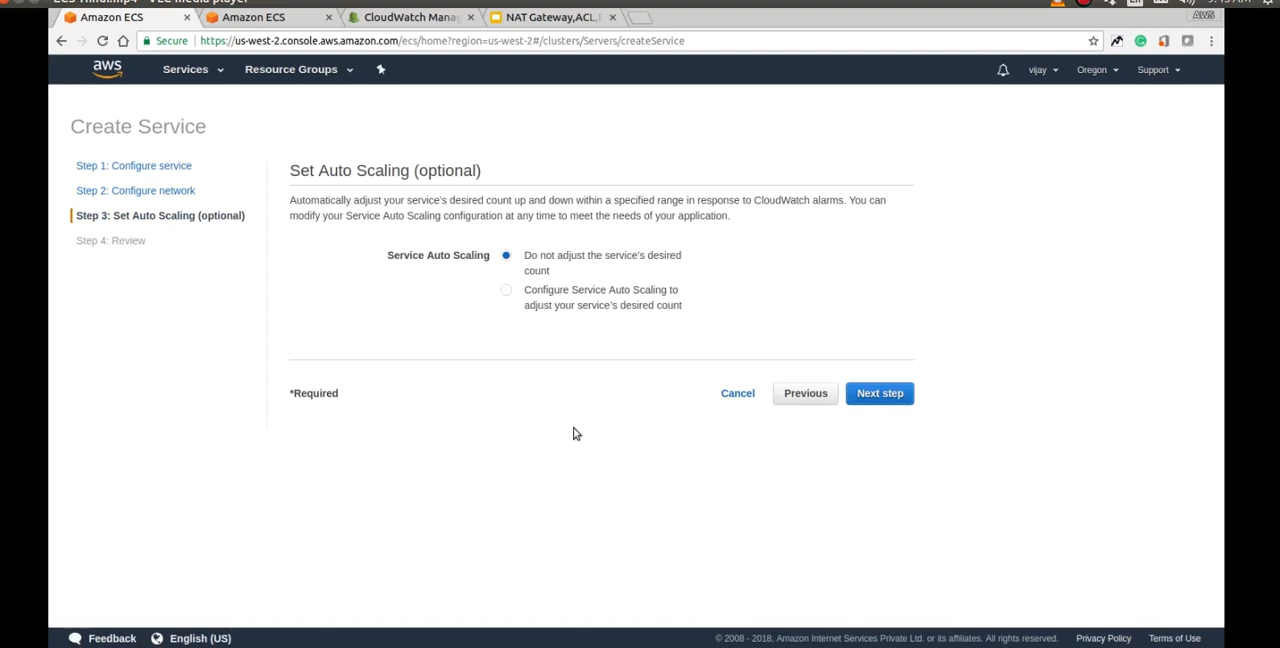 Amazon ECS
Amazon ECS
CloudWatch Mana
NAT Gateway,ACL,
AWS
Secure
https://us-west-2.console.aws.amazon.com/ecs/home?region=us-west-2#/clusters/Servers/createService
aws
Services
Resource Groups
vijay
Oregon
Support
Create Service
Step 1: Configure service
Step 2: Configure network
Step 3: Set Auto Scaling (optional)
Step 4: Review
Set Auto Scaling (optional)
Automatically adjust your service's desired count up and down within a specified range in response to CloudWatch alarms. You can
modify your Service Auto Scaling configuration at any time to meet the needs of your application.
Service Auto Scaling
Do not adjust the service's desired
count
Configure Service Auto Scaling to
adjust your service's desired count
*Required
Cancel
Previous
Next step
Feedback
English (US)
© 2008 - 2018, Amazon Internet Services Private Ltd. or its affiliates. All rights reserved.
Privacy Policy
Terms of Use